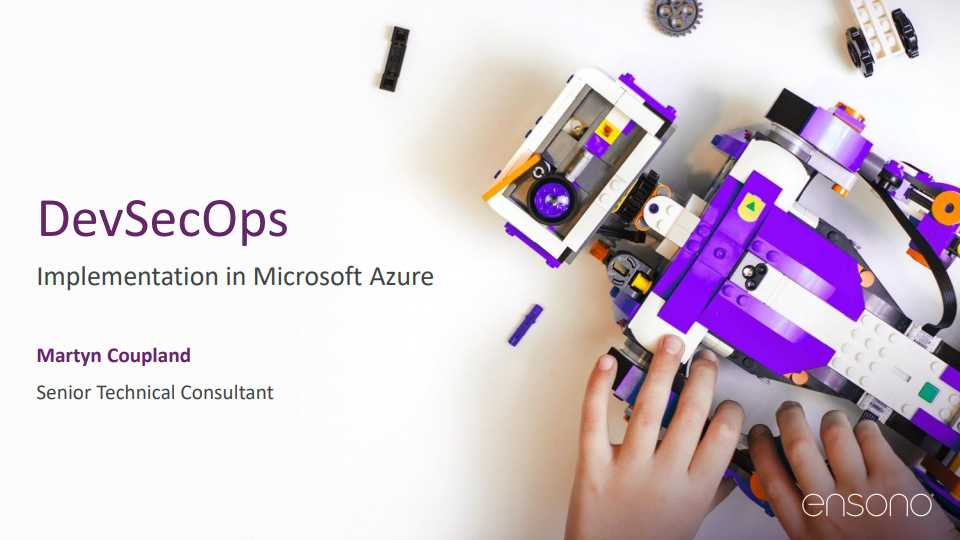 DevSecOps
Implementation in Microsoft Azure
Martyn Coupland
Senior Technical Consultant
ensono